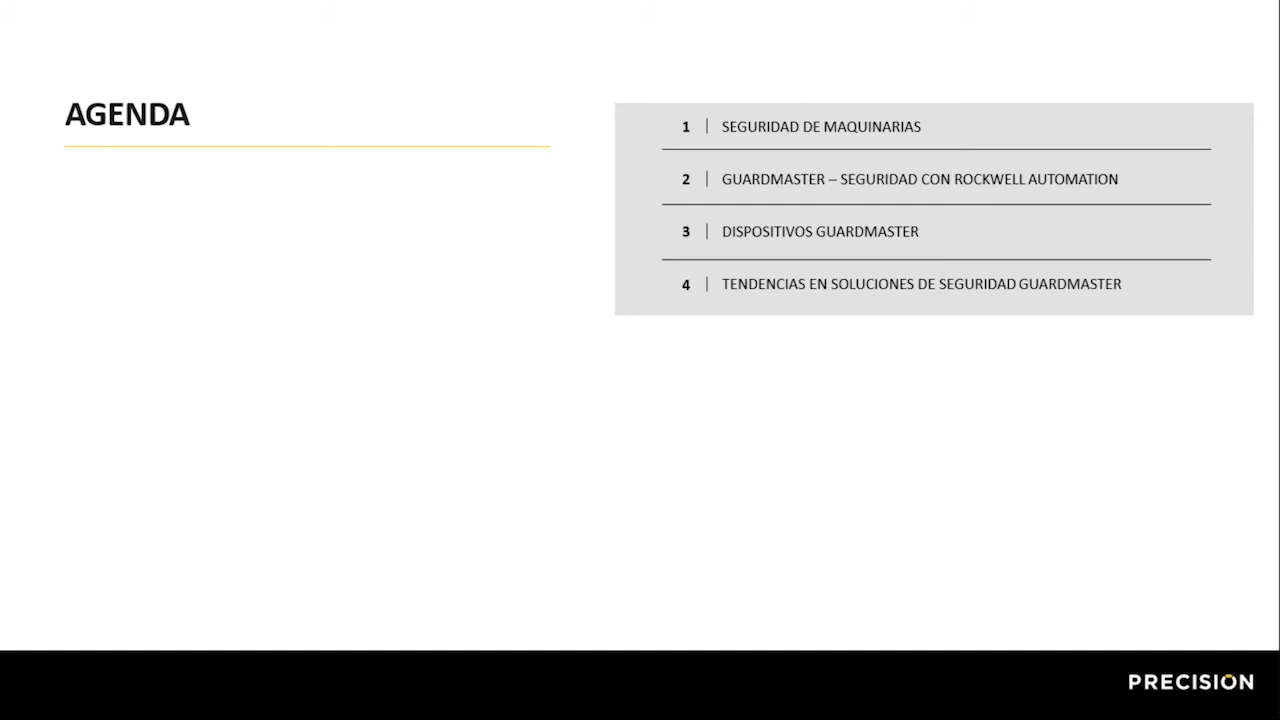 AGENDA
1 | SEGURIDAD DE MAQUINARIAS
2 | GUARDMASTER – SEGURIDAD CON ROCKWELL AUTOMATION
3 | DISPOSITIVOS GUARDMASTER
4 | TENDENCIAS EN SOLUCIONES DE SEGURIDAD GUARDMASTER
PRECISION